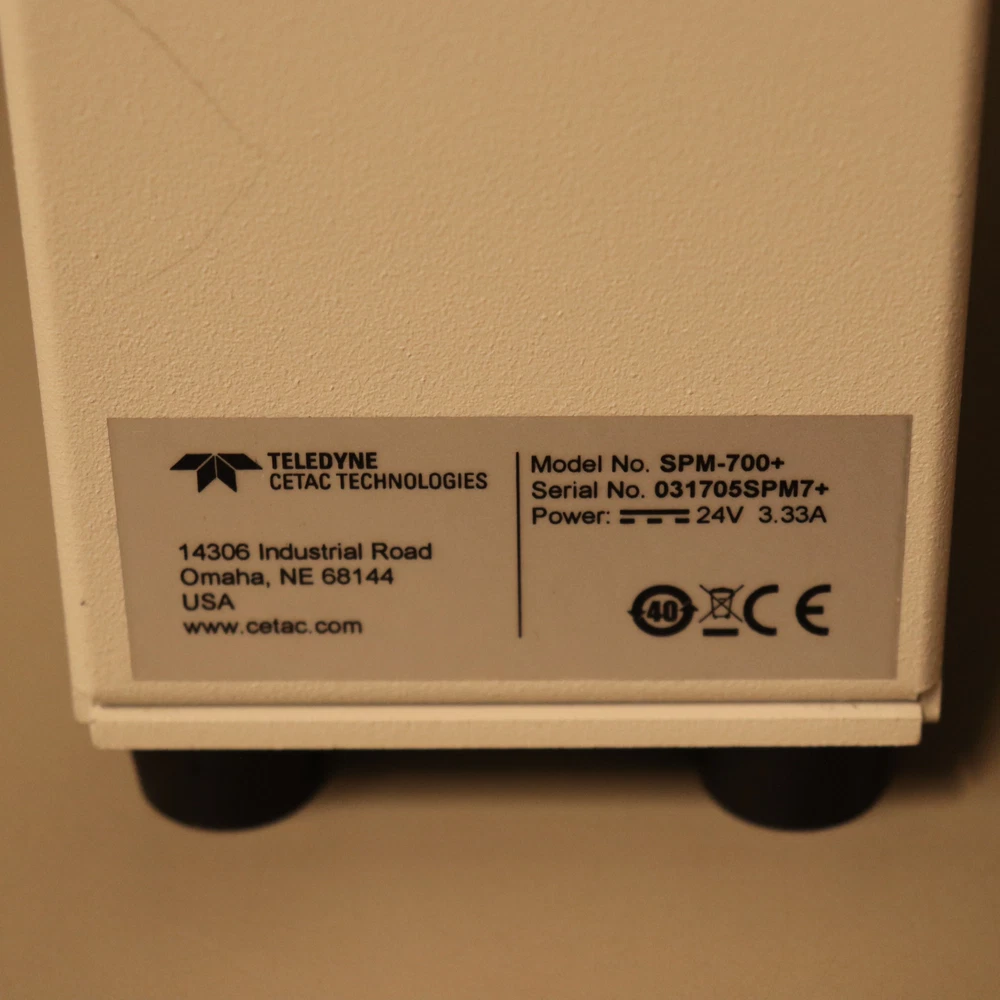 TELEDYNE
CETAC TECHNOLOGIES
14306 Industrial Road
Omaha, NE 68144
USA
www.cetac.com
Model No. SPM-700+
Serial No. 031705SPM7+
Power: 24V 3.33A
40
CE